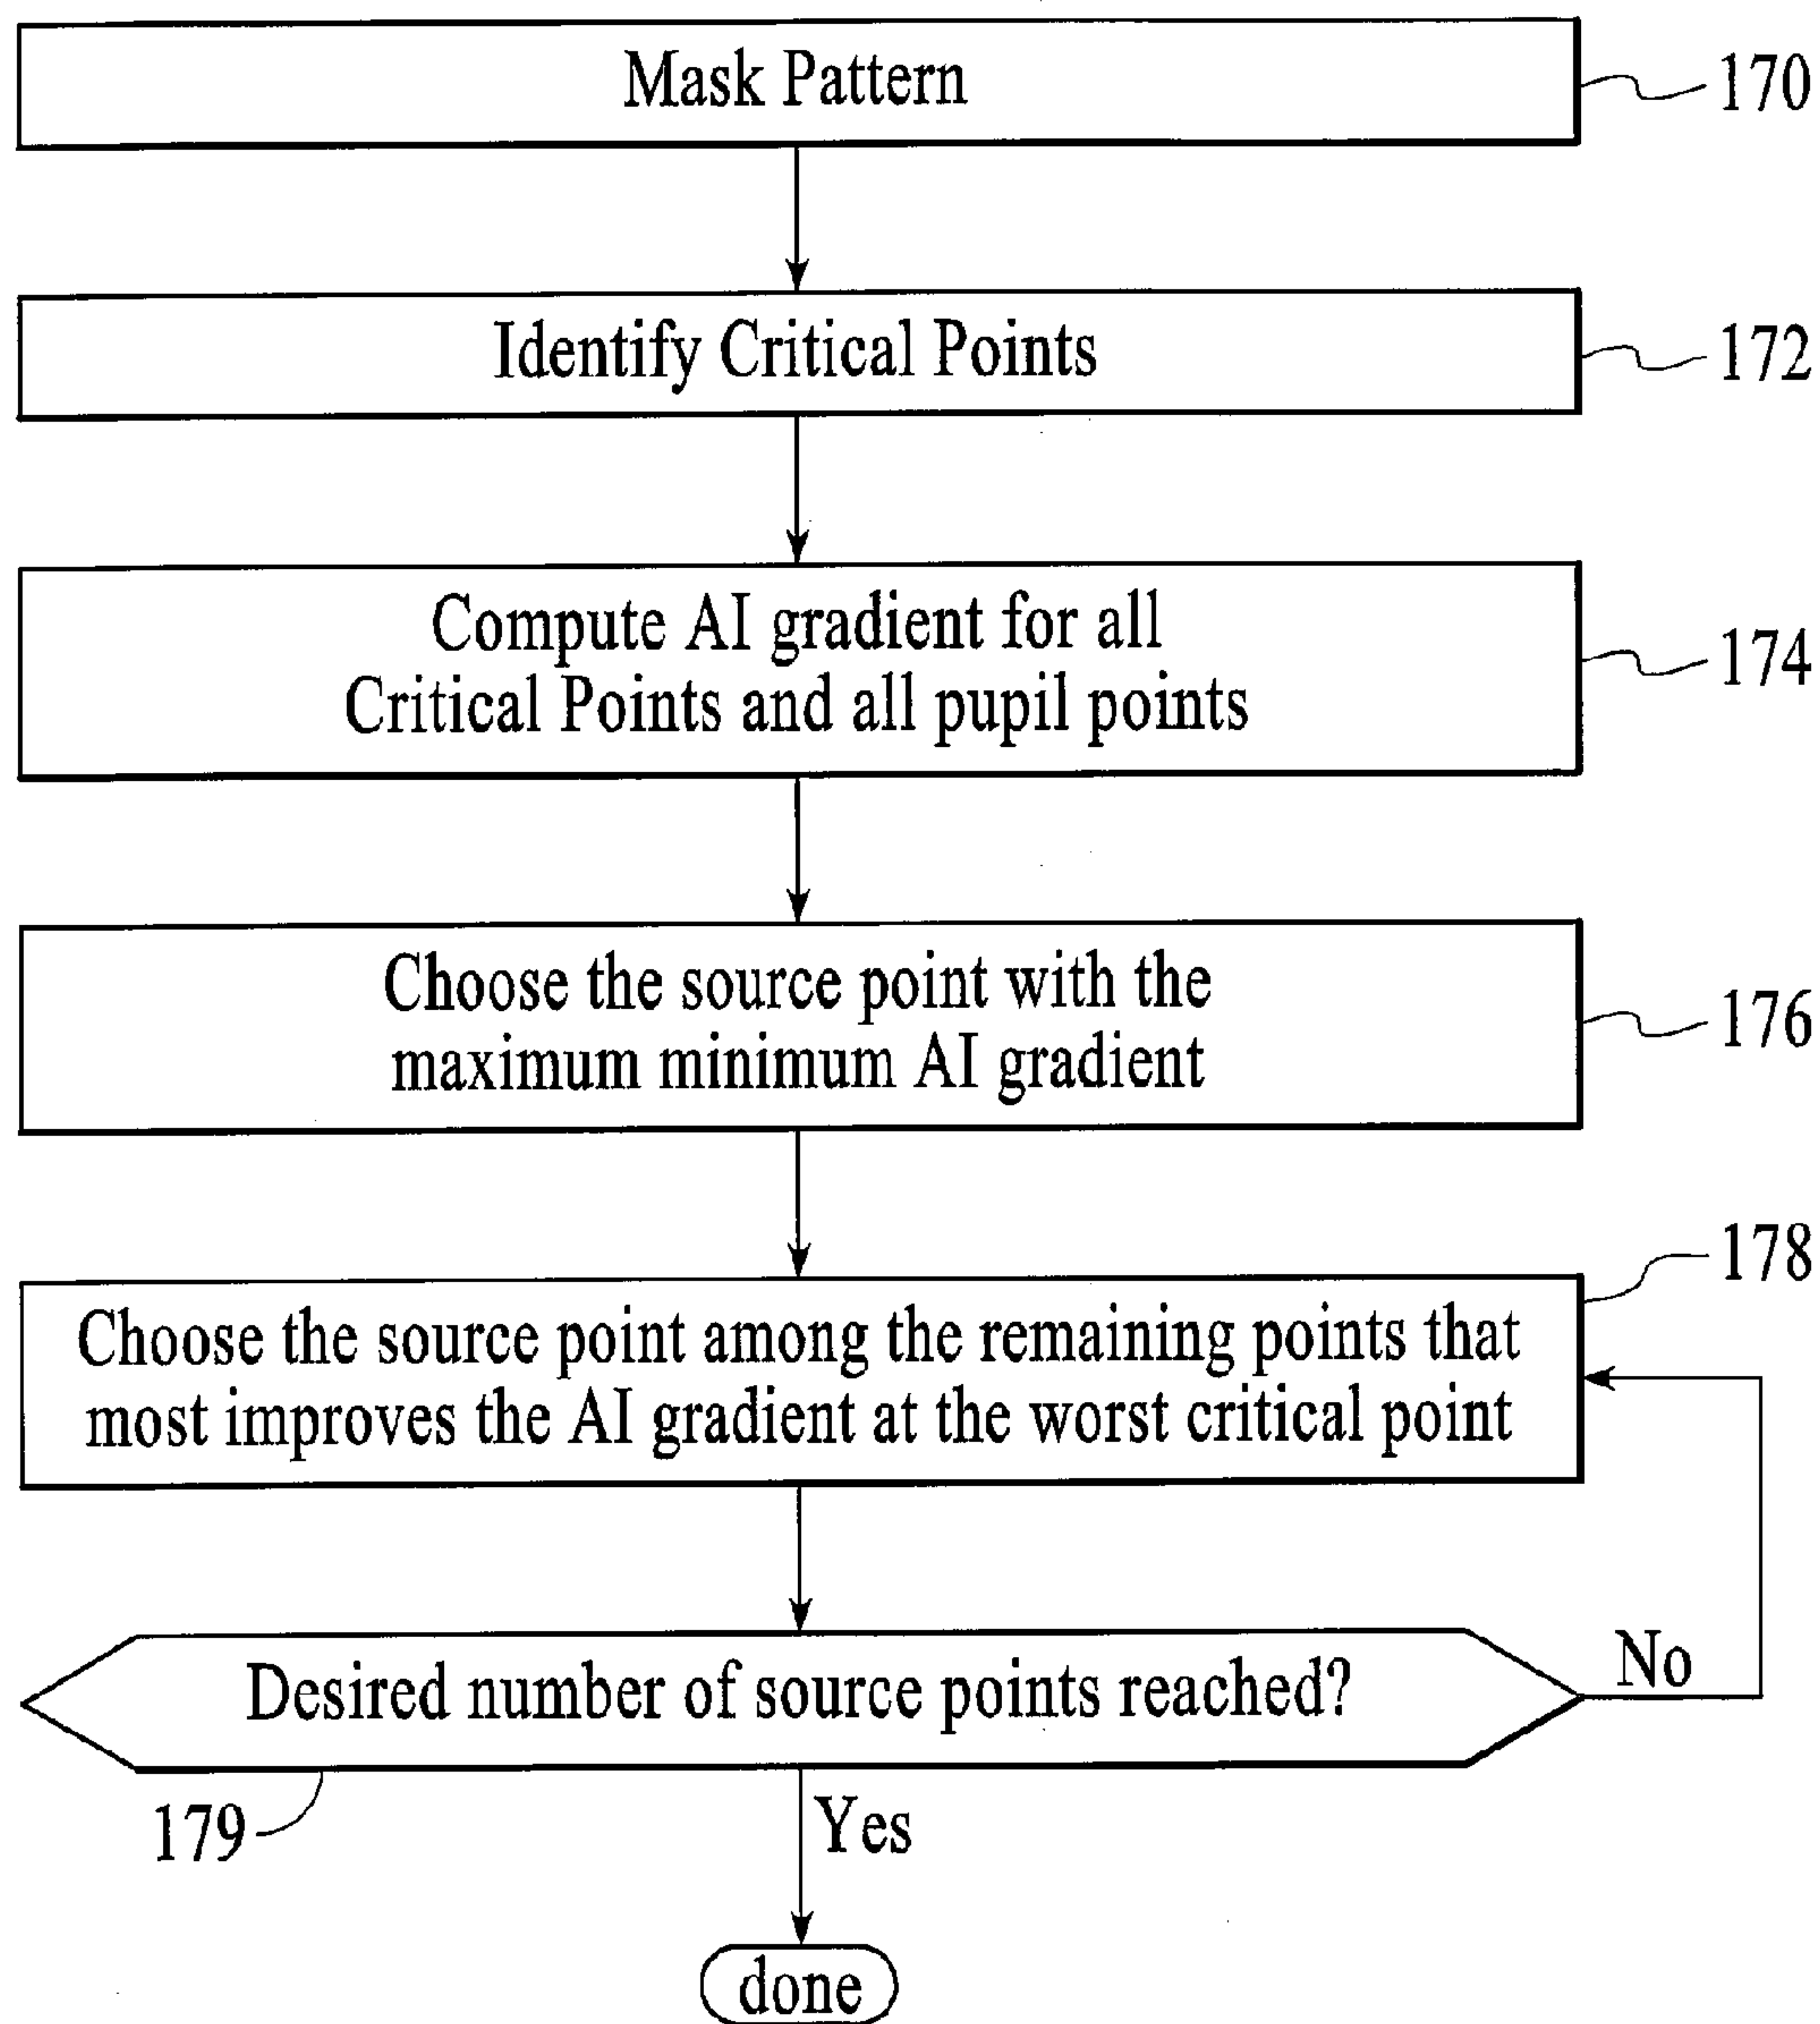 Mask Pattern
170
Identify Critical Points
172
Compute AI gradient for all
Critical Points and all pupil points
174
Choose the source point with the
maximum minimum AI gradient
176
178
Choose the source point among the remaining points that
most improves the AI gradient at the worst critical point
Desired number of source points reached?
No
179
Yes
done